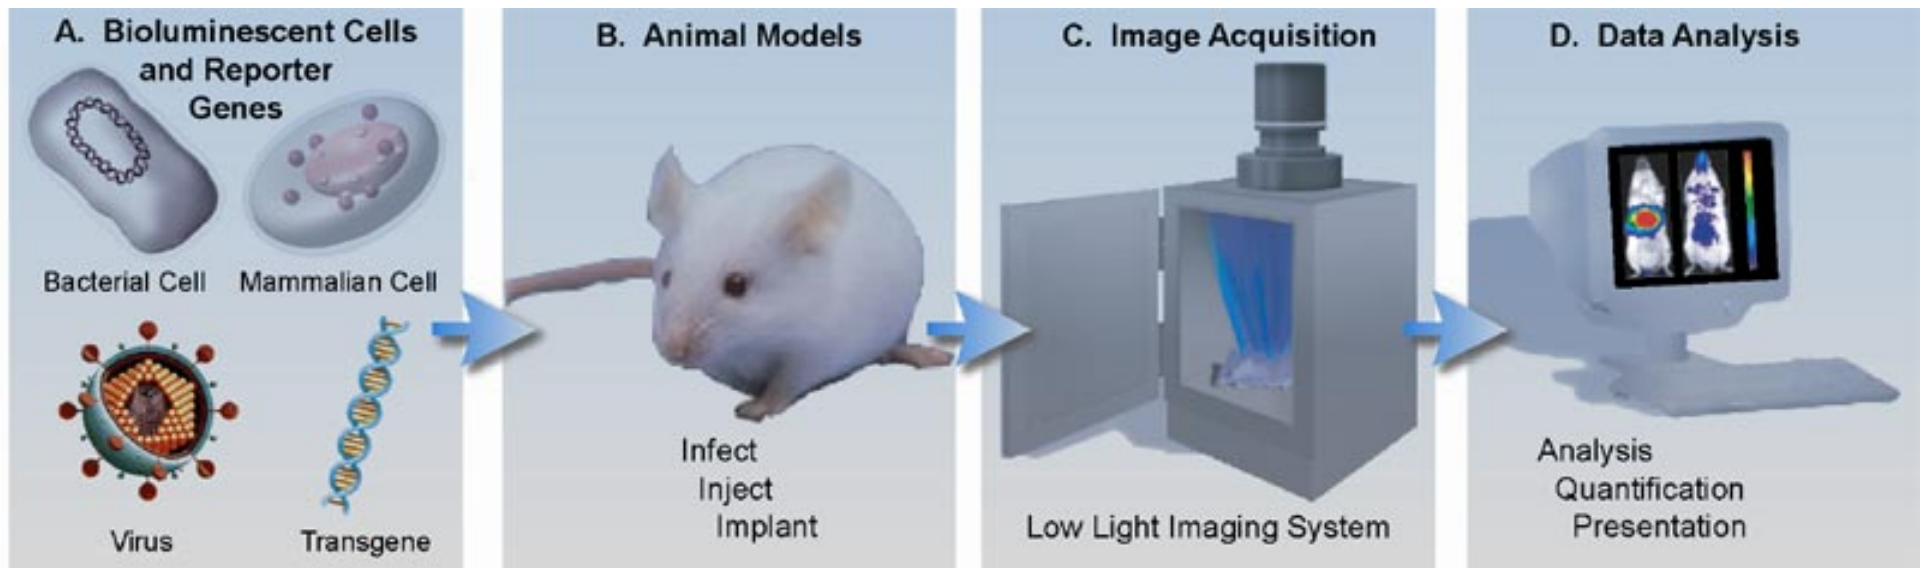 A. Bioluminescent Cells
and Reporter
Genes
Bacterial Cell
Mammalian Cell
Virus
Transgene
B. Animal Models
Infect
Inject
Implant
C. Image Acquisition
Low Light Imaging System
D. Data Analysis
Analysis
Quantification
Presentation